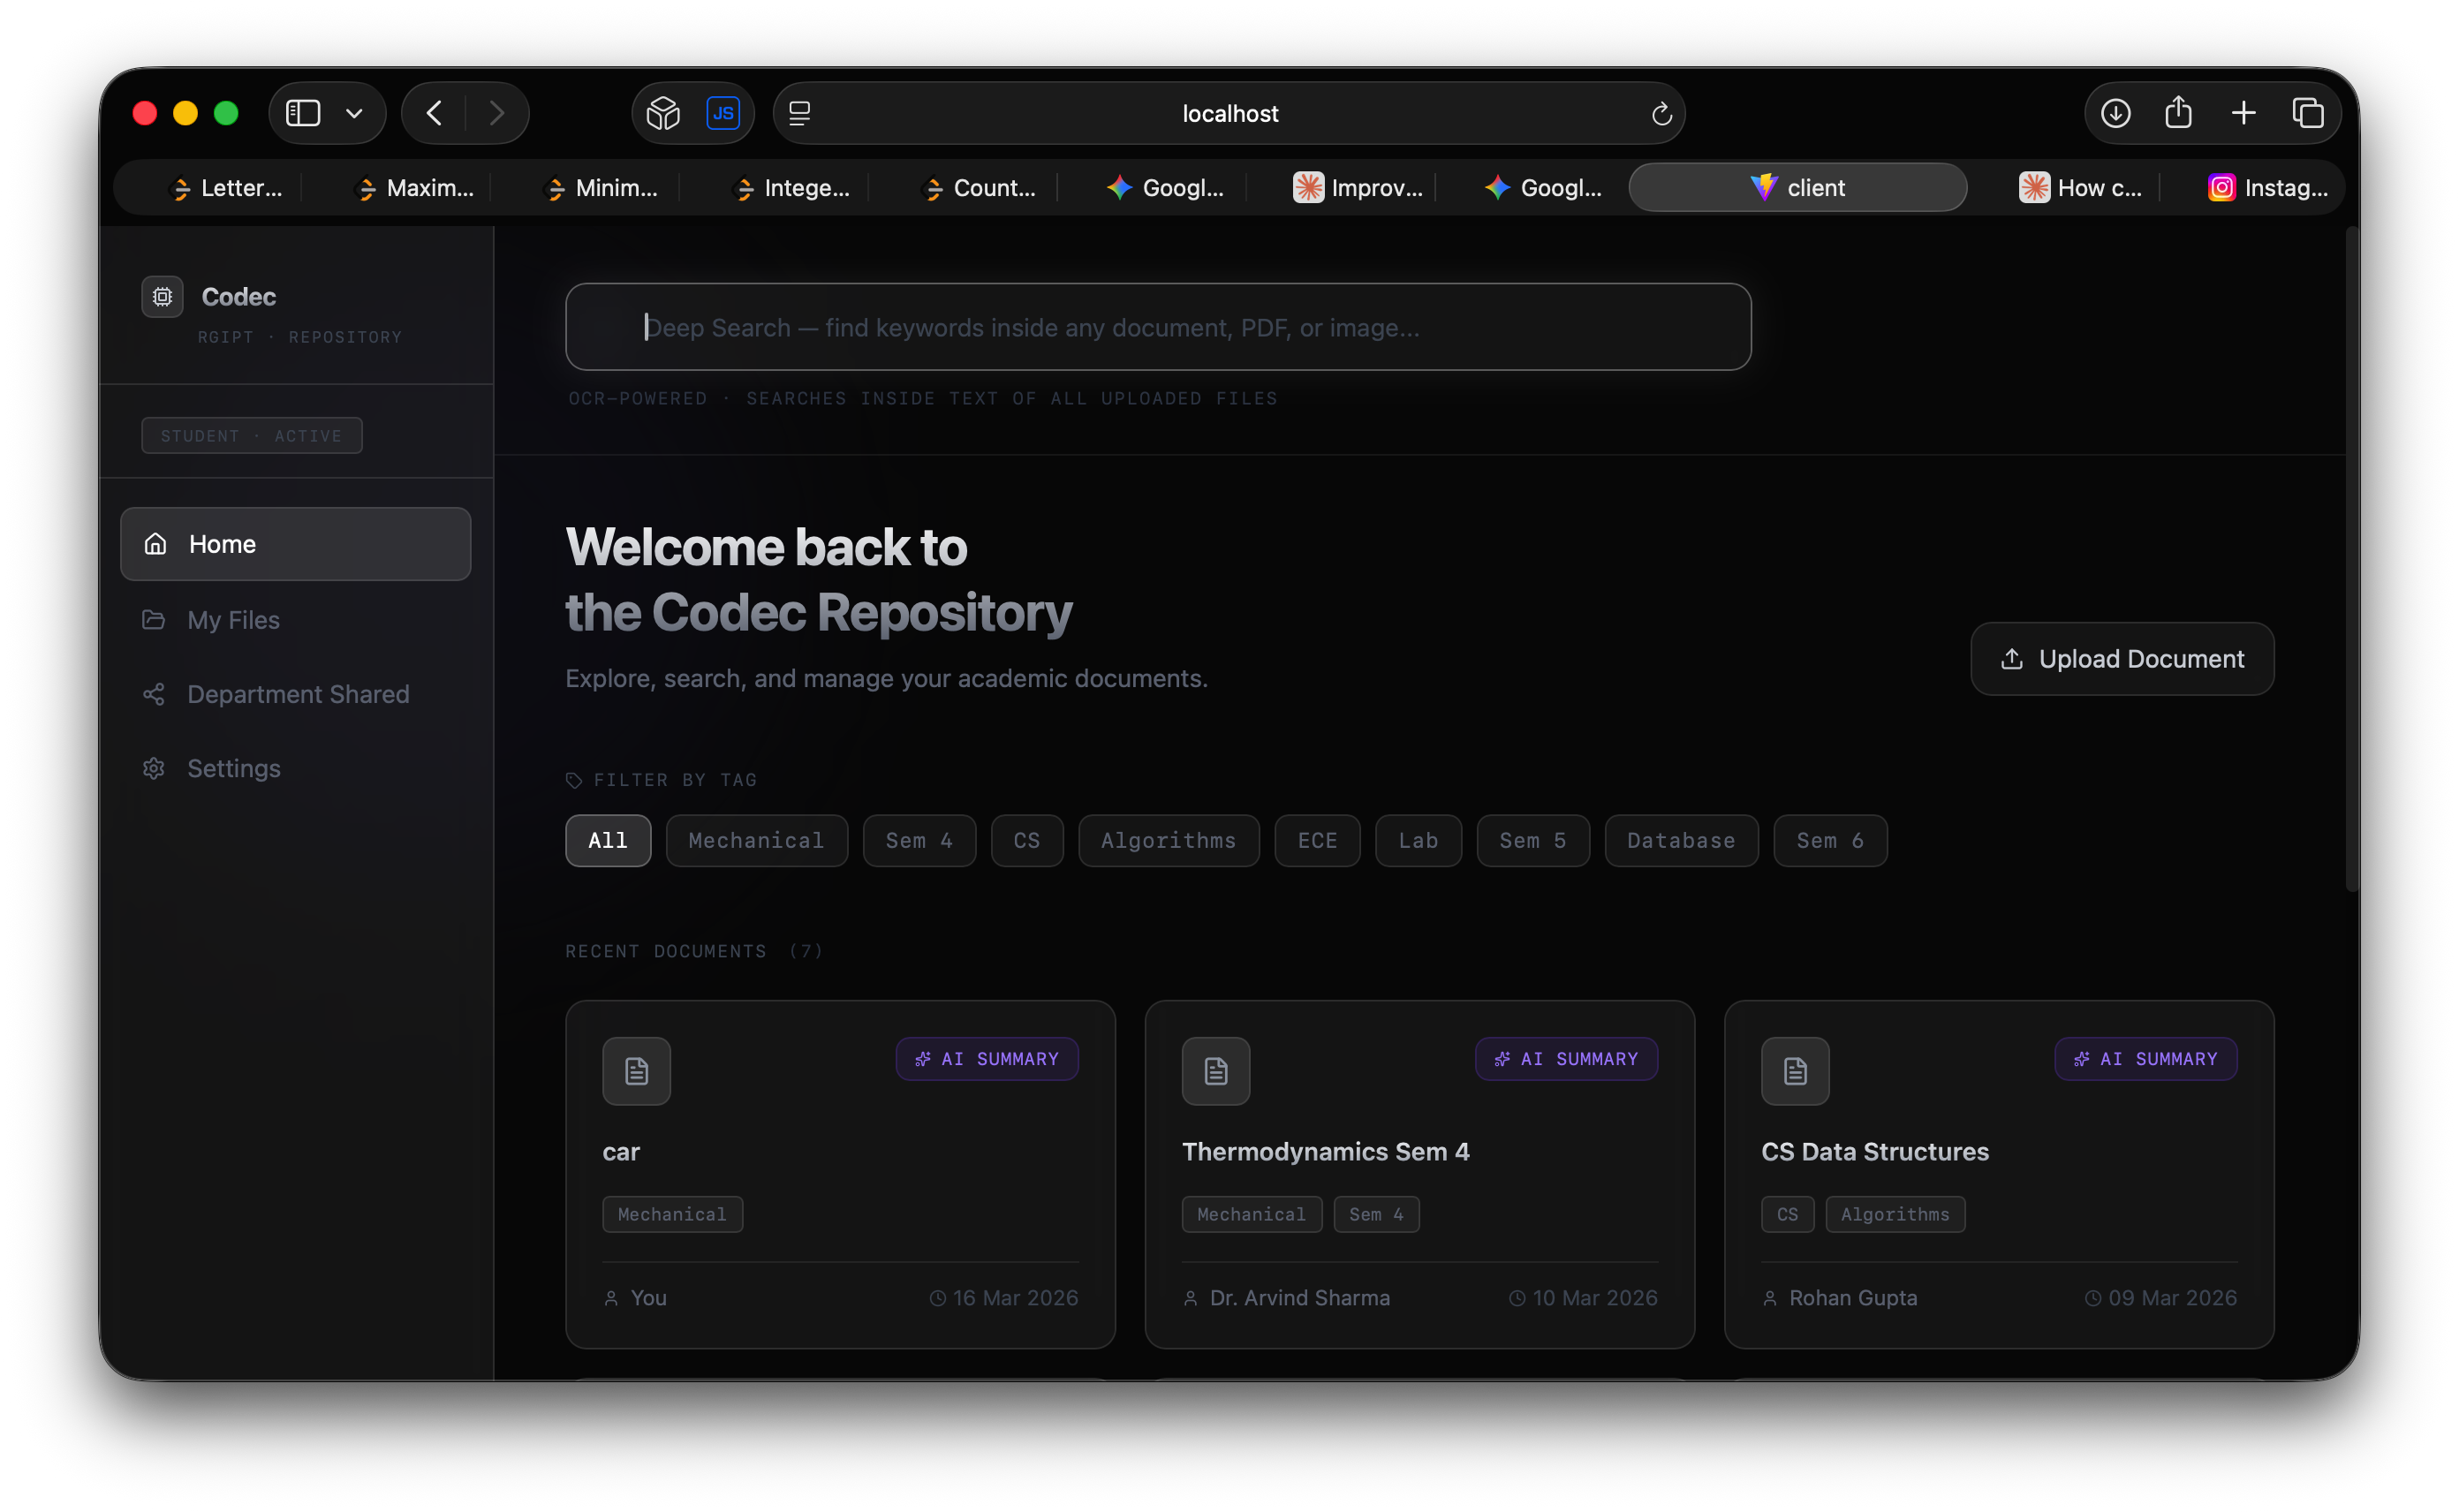 JS
localhost
Letter...
Maxim...
Minim...
Intege...
Count...
Googl...
Improv...
Googl...
client
How c...
Instag...
Codec
RGIPT · REPOSITORY
STUDENT · ACTIVE
Home
My Files
Department Shared
Settings
Deep Search — find keywords inside any document, PDF, or image...
OCR-POWERED · SEARCHES INSIDE TEXT OF ALL UPLOADED FILES
Welcome back to
the Codec Repository
Explore, search, and manage your academic documents.
Upload Document
FILTER BY TAG
All Mechanical Sem 4 CS Algorithms ECE Lab Sem 5 Database Sem 6
RECENT DOCUMENTS (7)
AI SUMMARY
car
Mechanical
You 16 Mar 2026
AI SUMMARY
Thermodynamics Sem 4
Mechanical Sem 4
Dr. Arvind Sharma 10 Mar 2026
AI SUMMARY
CS Data Structures
CS Algorithms
Rohan Gupta 09 Mar 2026